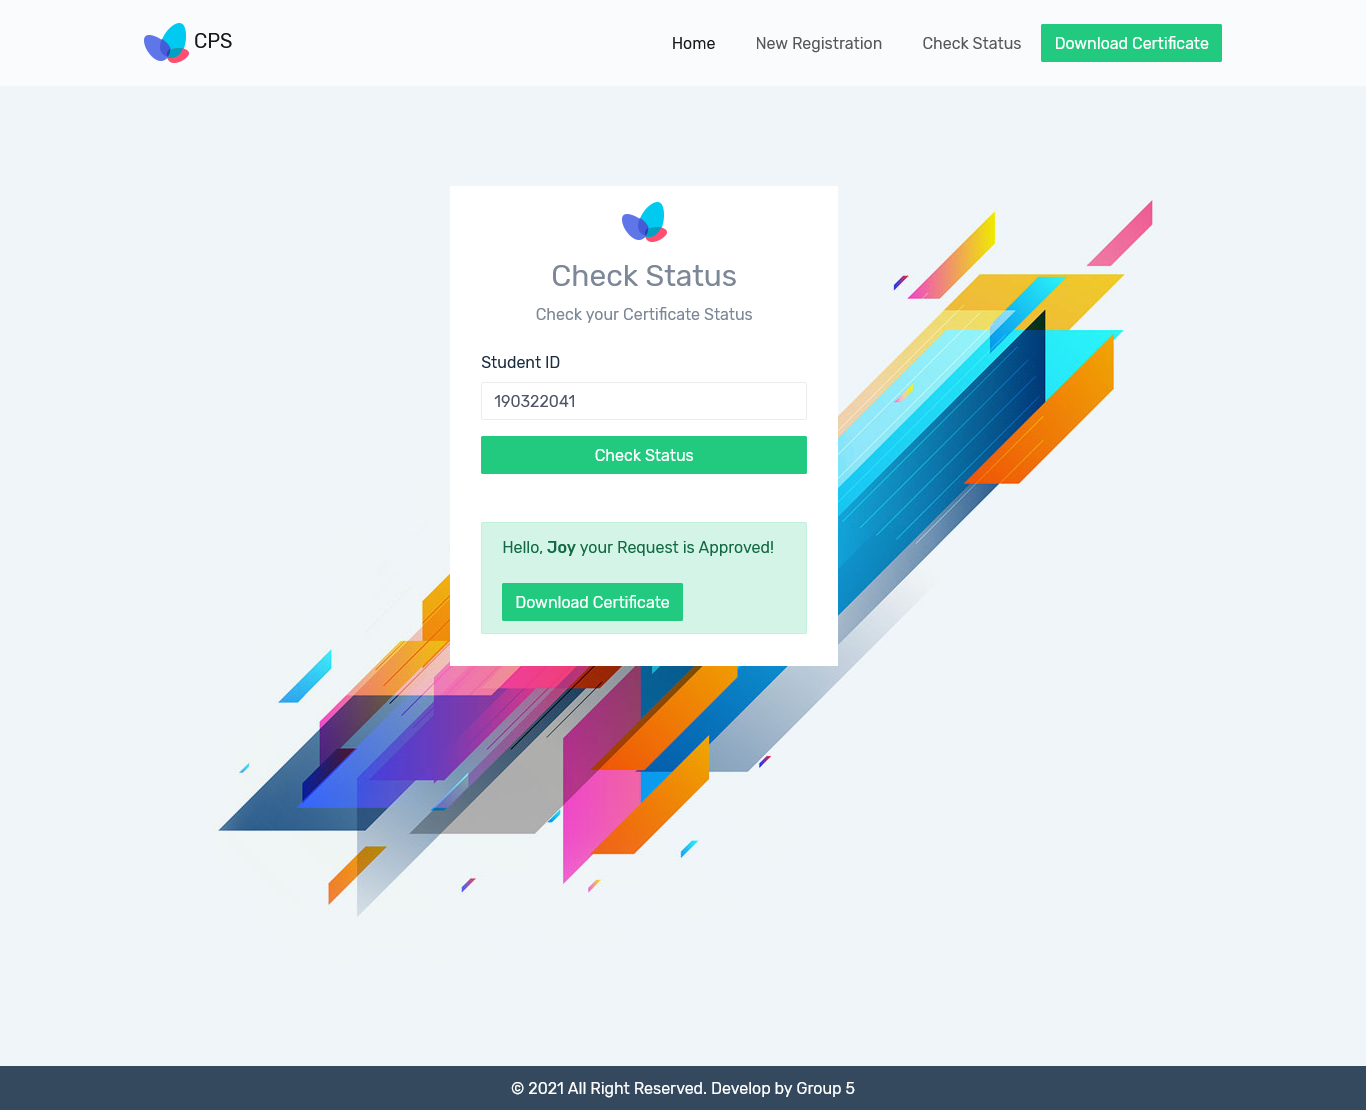 CPS
Home
New Registration
Check Status
Download Certificate
Check Status
Check your Certificate Status
Student ID
190322041
Check Status
Hello, Joy your Request is Approved!
Download Certificate
© 2021 All Right Reserved. Develop by Group 5